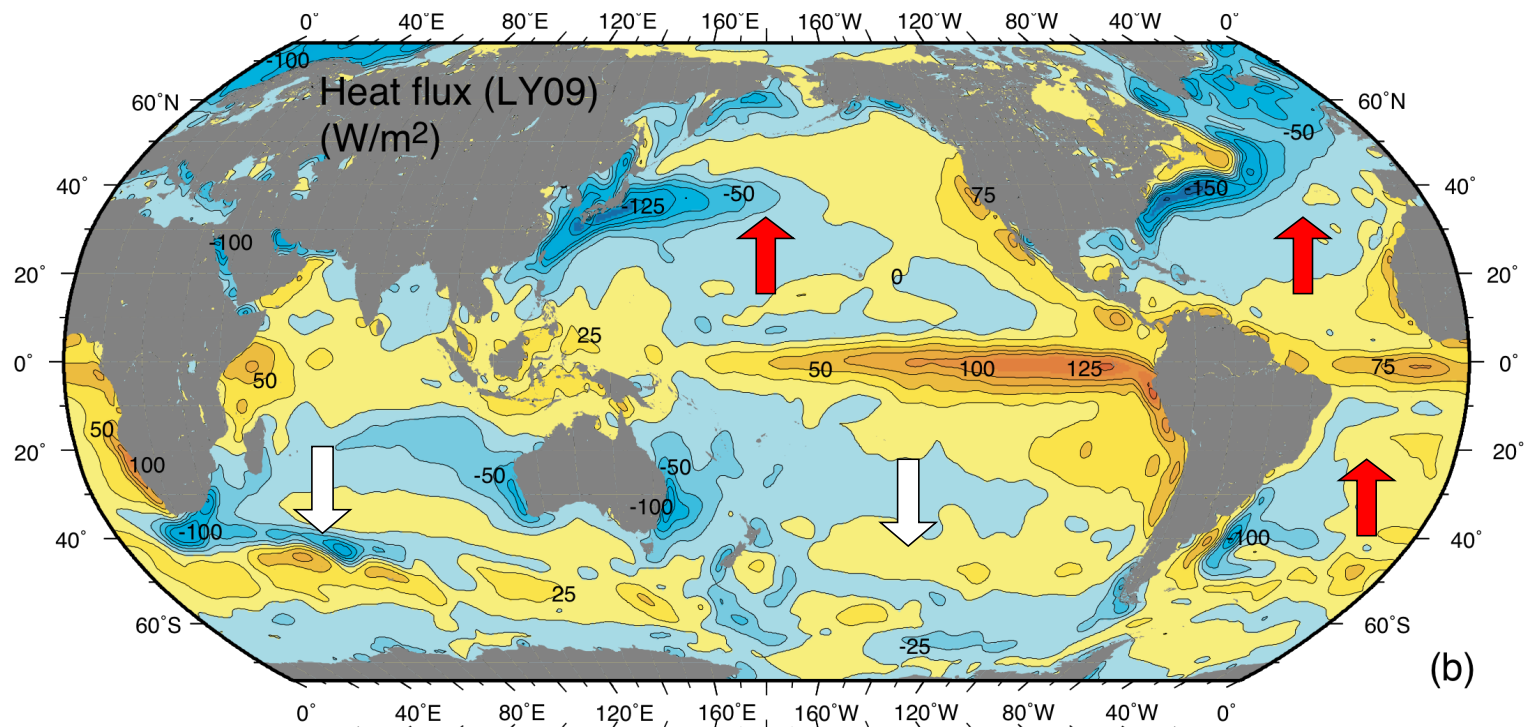 0° 40°E 80°E 120°E 160°E 160°W 120°W 80°W 40°W 0°
-100
Heat flux (LY09)
(W/m2)
60°N 60°N
-50
40° -125 -50 75 -150 40°
-100
20° 0 20°
25
0° 50 50 100 125 75 0°
50
20° 100 -50 -50 20°
-100
40° -100 -100 40°
25
60°S 60°S
-25
(b)
0° 40°E 80°E 120°E 160°E 160°W 120°W 80°W 40°W 0°